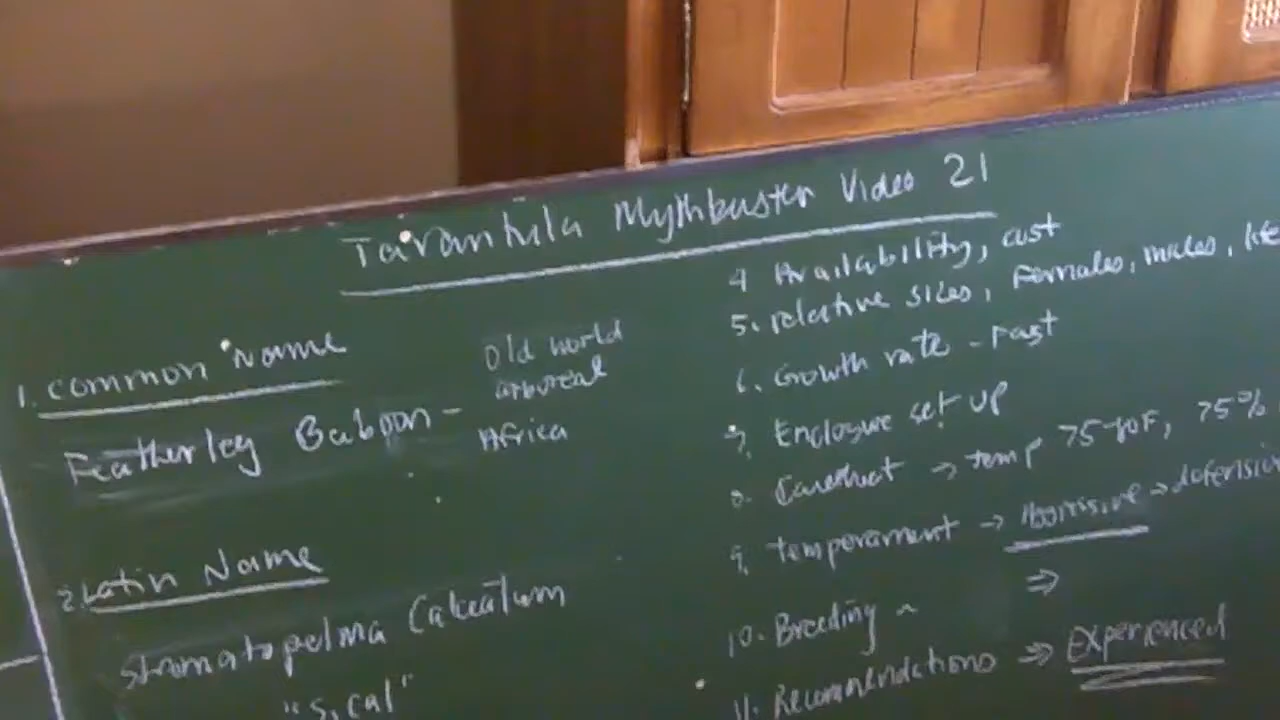 Tarantula Mythbuster Video 21
1. Common Name
Featherleg Baboon - Old World
arboreal
Africa
2. Latin Name
Stromatopelma Calceatum
"S. cal"
4 Availability, cost
5. relative sizes, Females, males, life
6. Growth rate - Fast
7. Enclosure set up
8. Caresheet → temp 75-80F, 75%
9. temperament → Aggressive → defensive
⇒
10. Breeding ~
11. Recommendations ⇒ Experienced